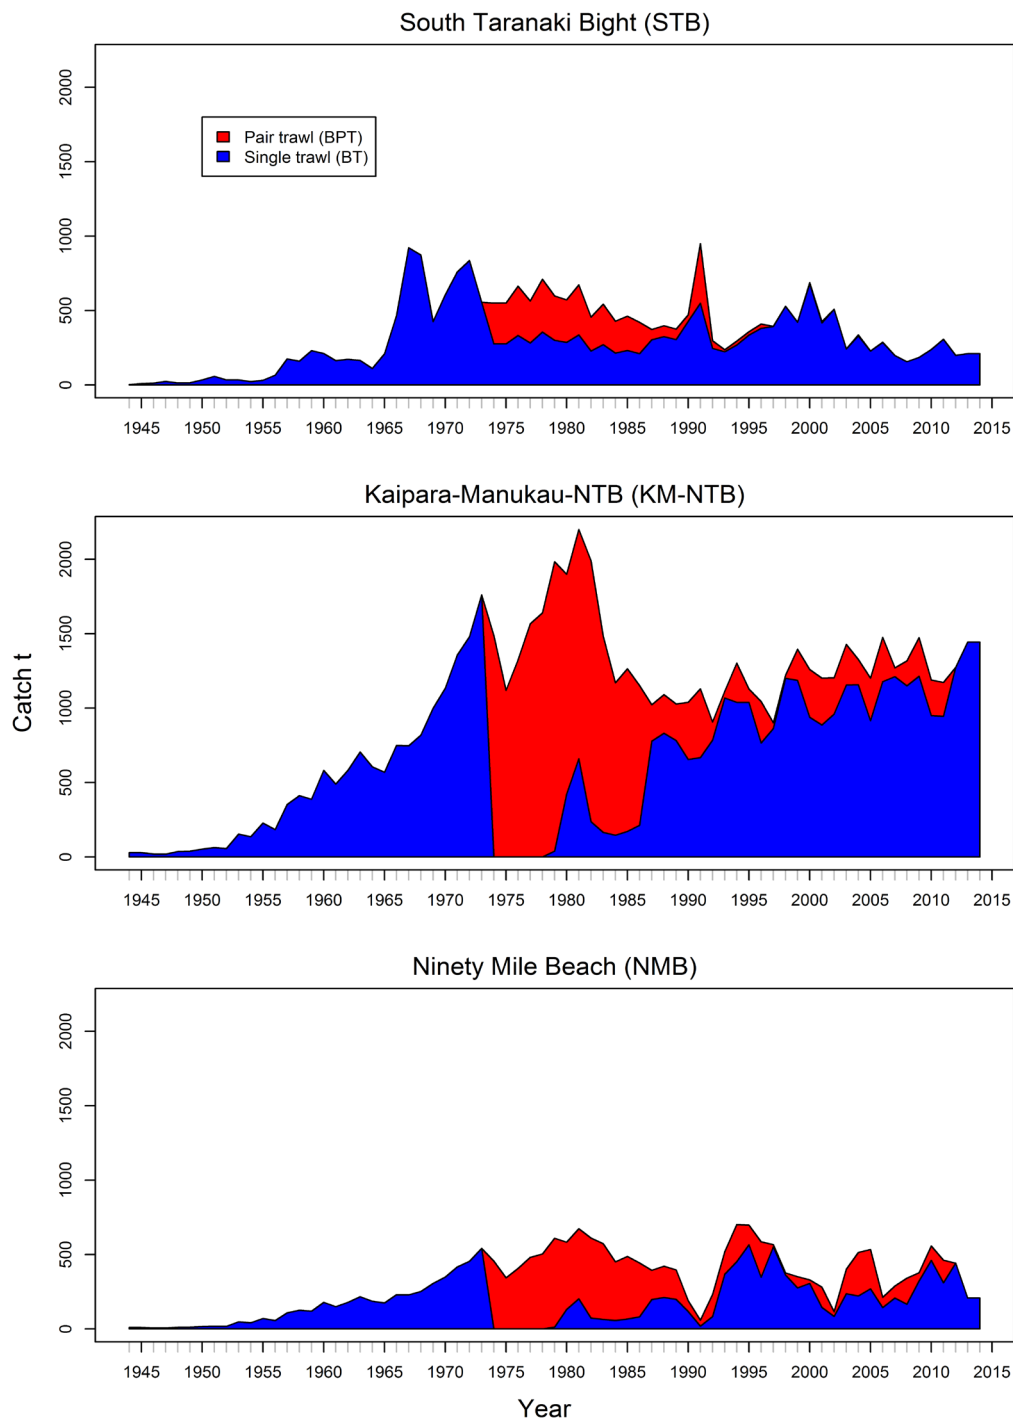 South Taranaki Bight (STB)
2000
1500
1000
500
0
Pair trawl (BPT)
Single trawl (BT)
1945 1950 1955 1960 1965 1970 1975 1980 1985 1990 1995 2000 2005 2010 2015
Kaipara-Manukau-NTB (KM-NTB)
Catch t
2000
1500
1000
500
0
1945 1950 1955 1960 1965 1970 1975 1980 1985 1990 1995 2000 2005 2010 2015
Ninety Mile Beach (NMB)
2000
1500
1000
500
0
1945 1950 1955 1960 1965 1970 1975 1980 1985 1990 1995 2000 2005 2010 2015
Year